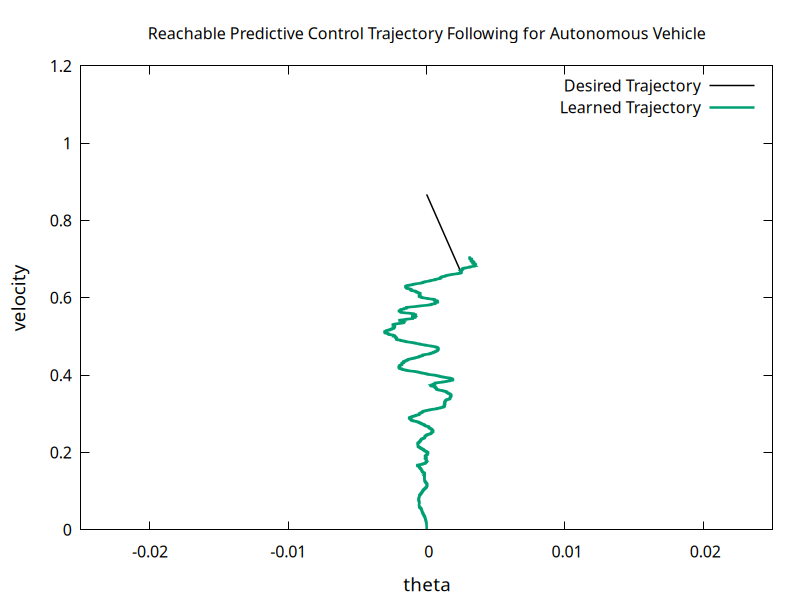 Reachable Predictive Control Trajectory Following for Autonomous Vehicle
Desired Trajectory
Learned Trajectory
1.2
1
0.8
0.6
0.4
0.2
0
velocity
-0.02 -0.01 0 0.01 0.02
theta